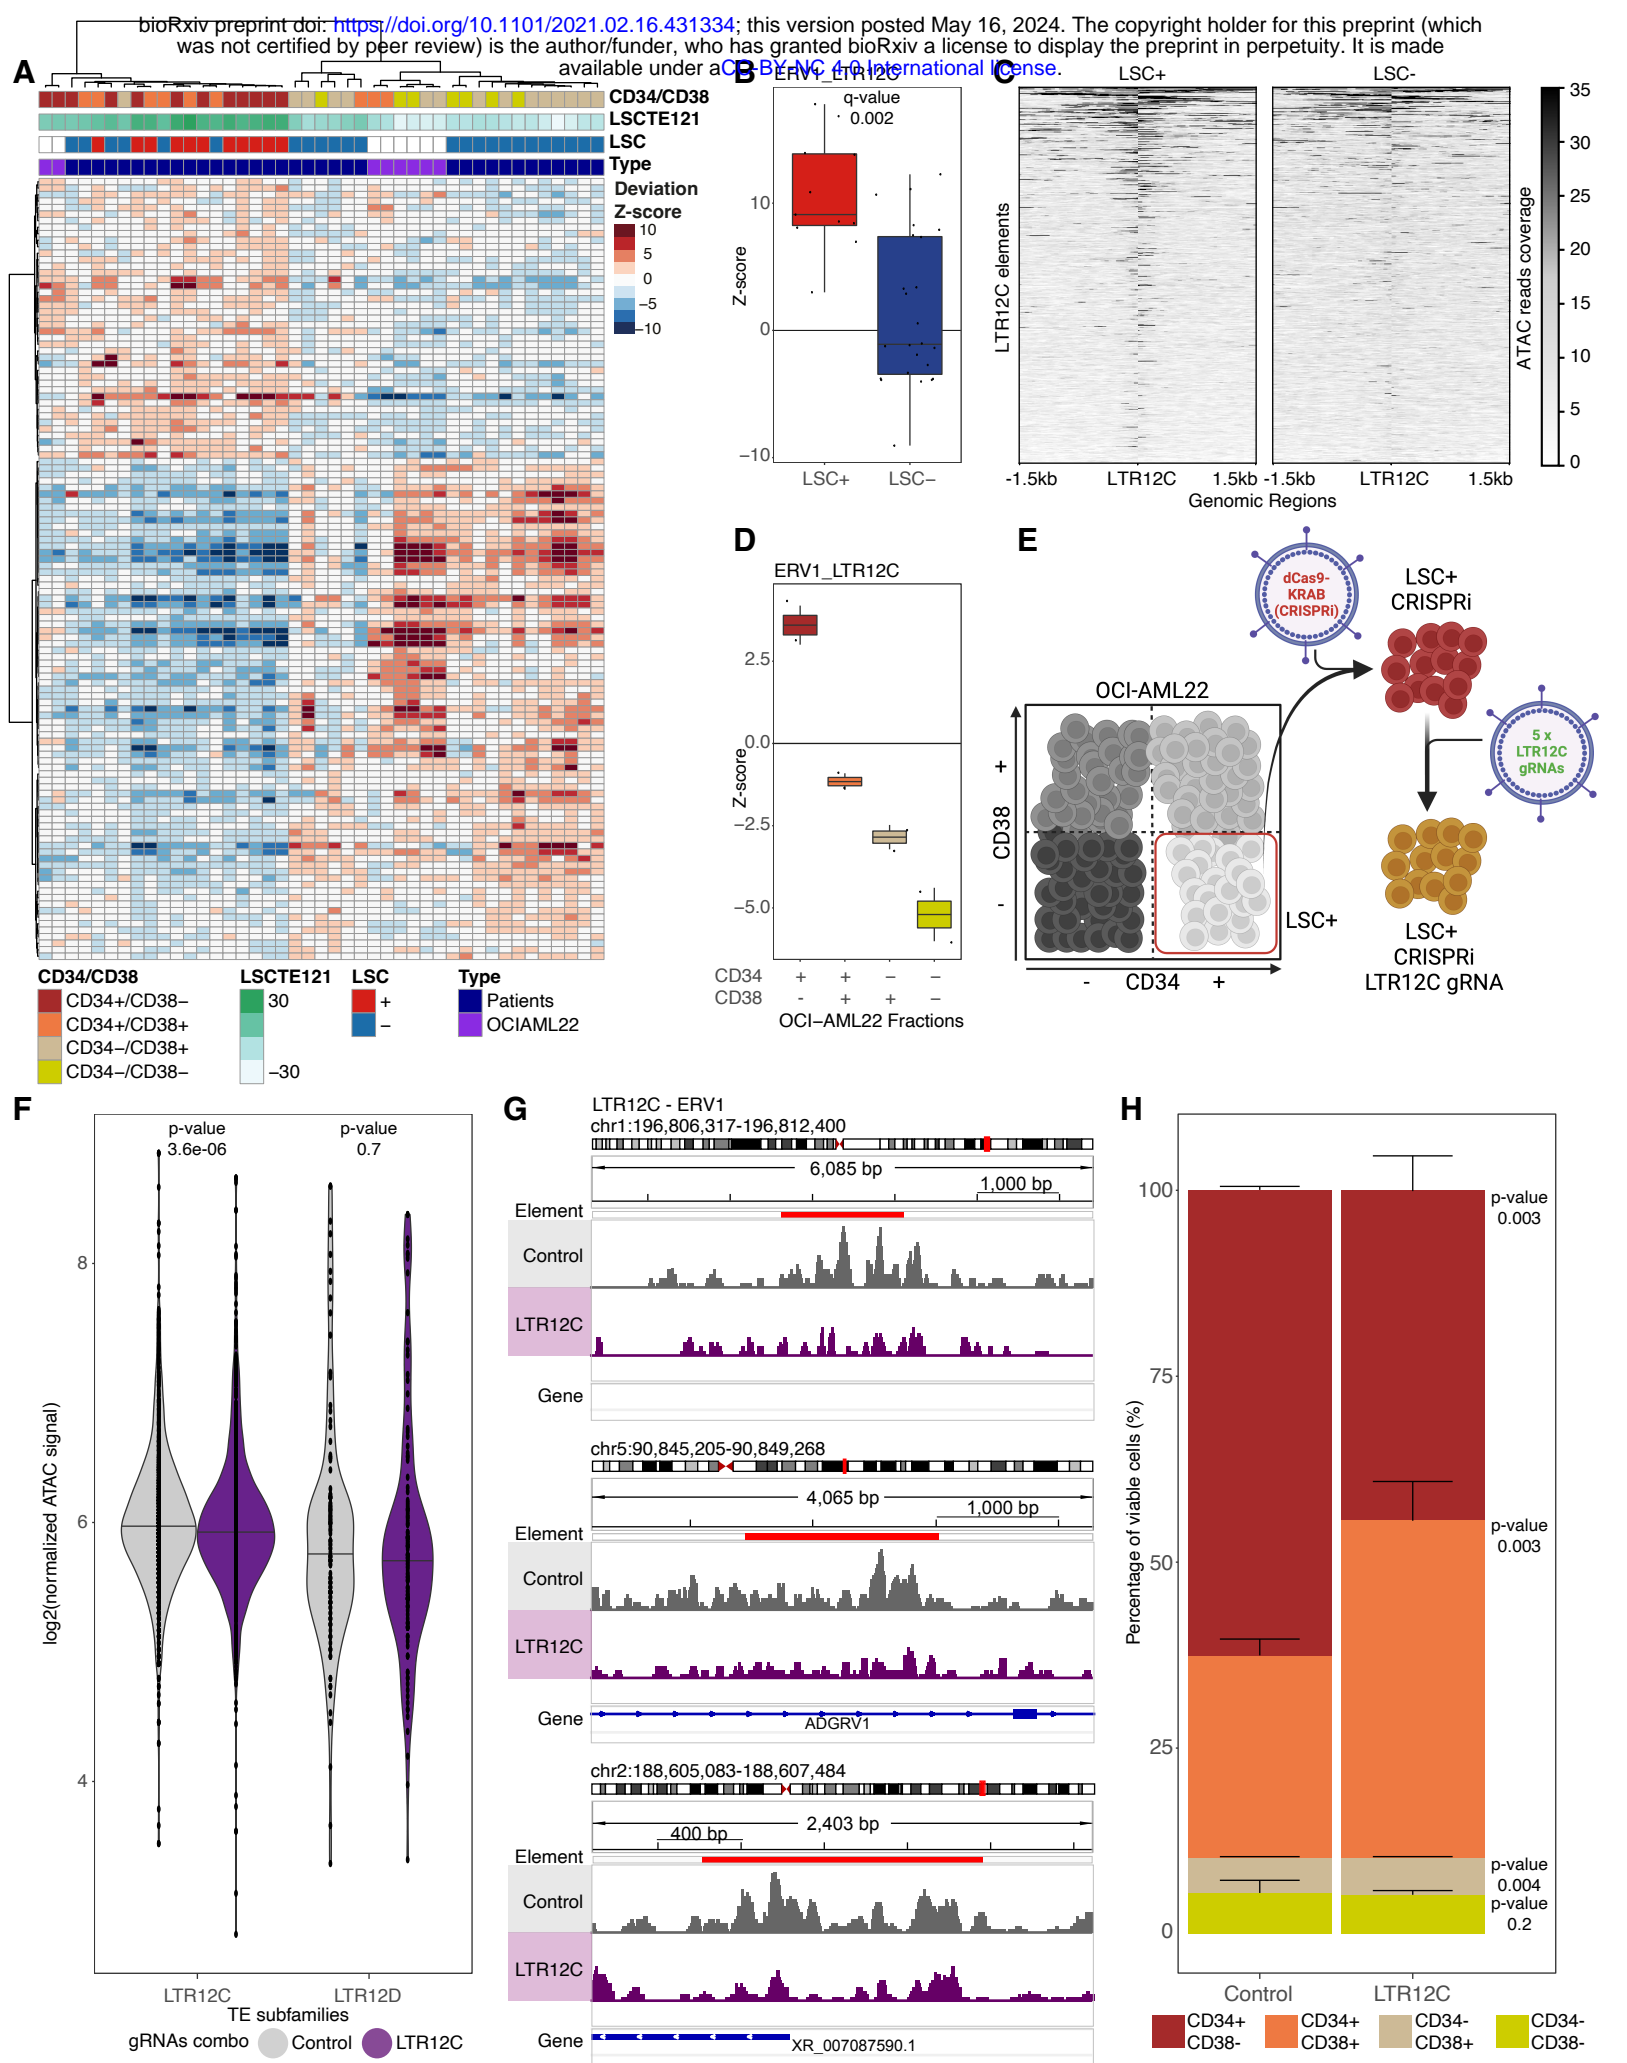 bioRxiv preprint doi: https://doi.org/10.1101/2021.02.16.431334; this version posted May 16, 2024. The copyright holder for this preprint (which
was not certified by peer review) is the author/funder, who has granted bioRxiv a license to display the preprint in perpetuity. It is made
available under aCC-BY-NC 4.0 International license.
A
CD34/CD38
LSCTE121
LSC
Type
Deviation
Z-score
10
5
0
−5
−10
CD34/CD38
CD34+/CD38−
CD34+/CD38+
CD34−/CD38+
CD34−/CD38−
LSCTE121
30
−30
LSC
+
−
Type
Patients
OCIAML22
B
ERV1_LTR12C
q-value
0.002
Z-score
10
0
−10
LSC+
LSC−
C
LSC+
LSC-
LTR12C elements
-1.5kb
LTR12C
1.5kb
-1.5kb
LTR12C
1.5kb
Genomic Regions
ATAC reads coverage
35
30
25
20
15
10
5
0
D
ERV1_LTR12C
Z-score
2.5
0.0
−2.5
−5.0
CD34 + + − −
CD38 - + + −
OCI−AML22 Fractions
E
dCas9-
KRAB
(CRISPRi)
LSC+
CRISPRi
OCI-AML22
5 x
LTR12C
gRNAs
+
CD38
-
LSC+
- CD34 +
LSC+
CRISPRi
LTR12C gRNA
F
p-value
3.6e-06
p-value
0.7
log2(normalized ATAC signal)
8
6
4
LTR12C
LTR12D
TE subfamilies
gRNAs combo
Control
LTR12C
G
LTR12C - ERV1
chr1:196,806,317-196,812,400
6,085 bp
1,000 bp
Element
Control
LTR12C
Gene
chr5:90,845,205-90,849,268
4,065 bp
1,000 bp
Element
Control
LTR12C
Gene
ADGRV1
chr2:188,605,083-188,607,484
2,403 bp
400 bp
Element
Control
LTR12C
Gene
XR_007087590.1
H
Percentage of viable cells (%)
100
75
50
25
0
p-value
0.003
p-value
0.003
p-value
0.004
p-value
0.2
Control
LTR12C
CD34+
CD38-
CD34+
CD38+
CD34-
CD38+
CD34-
CD38-